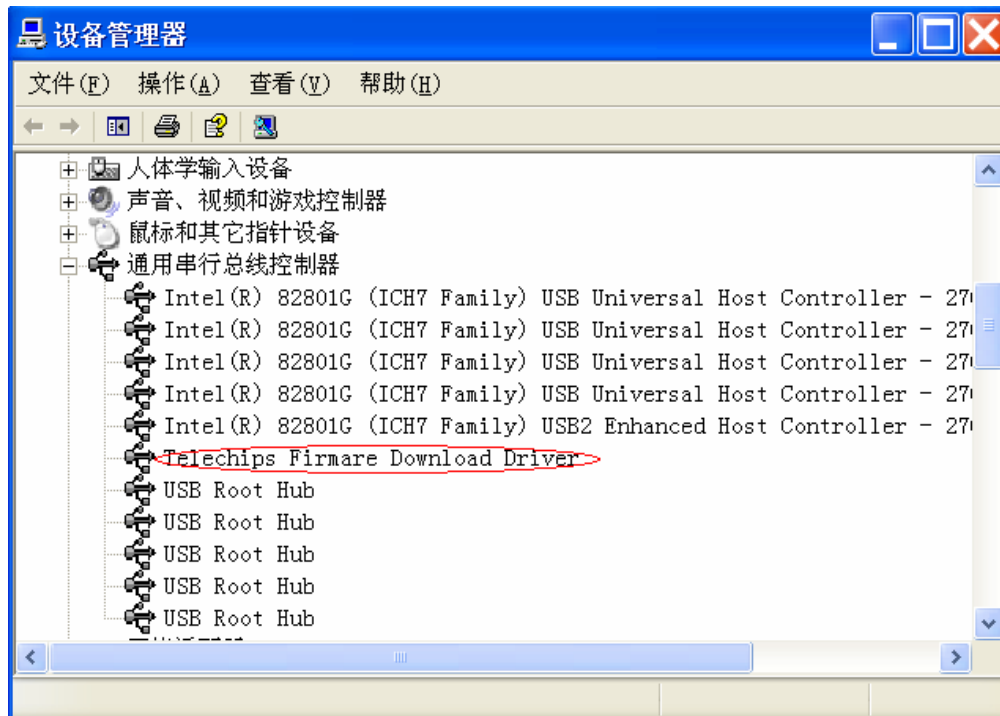 设备管理器
文件(F) 操作(A) 查看(V) 帮助(H)
人体学输入设备
声音、视频和游戏控制器
鼠标和其它指针设备
通用串行总线控制器
Intel(R) 82801G (ICH7 Family) USB Universal Host Controller - 27
Intel(R) 82801G (ICH7 Family) USB Universal Host Controller - 27
Intel(R) 82801G (ICH7 Family) USB Universal Host Controller - 27
Intel(R) 82801G (ICH7 Family) USB Universal Host Controller - 27
Intel(R) 82801G (ICH7 Family) USB2 Enhanced Host Controller - 27
Telechips Firmare Download Driver
USB Root Hub
USB Root Hub
USB Root Hub
USB Root Hub
USB Root Hub